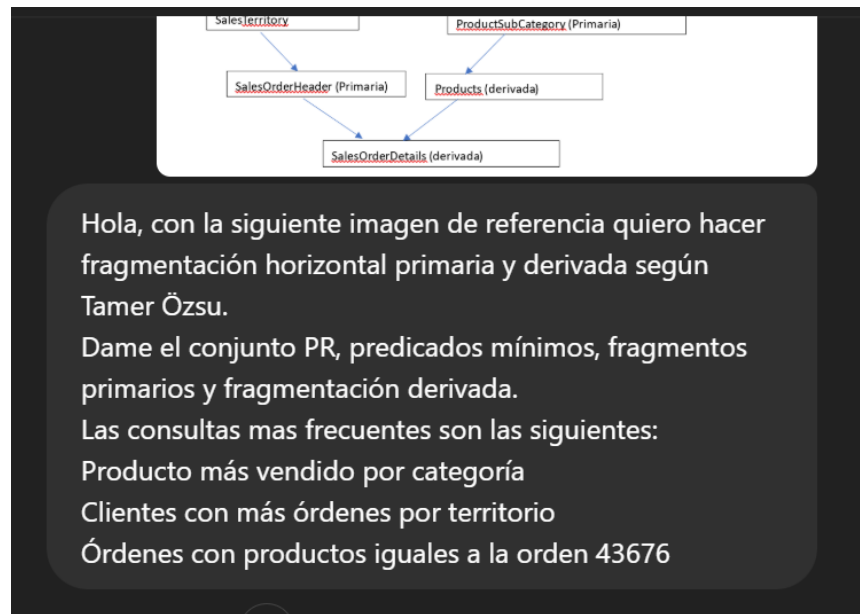 SalesTerritory
ProductSubCategory (Primaria)
SalesOrderHeader (Primaria)
Products (derivada)
SalesOrderDetails (derivada)
Hola, con la siguiente imagen de referencia quiero hacer
fragmentación horizontal primaria y derivada según
Tamer Özsu.
Dame el conjunto PR, predicados mínimos, fragmentos
primarios y fragmentación derivada.
Las consultas mas frecuentes son las siguientes:
Producto más vendido por categoría
Clientes con más órdenes por territorio
Órdenes con productos iguales a la orden 43676